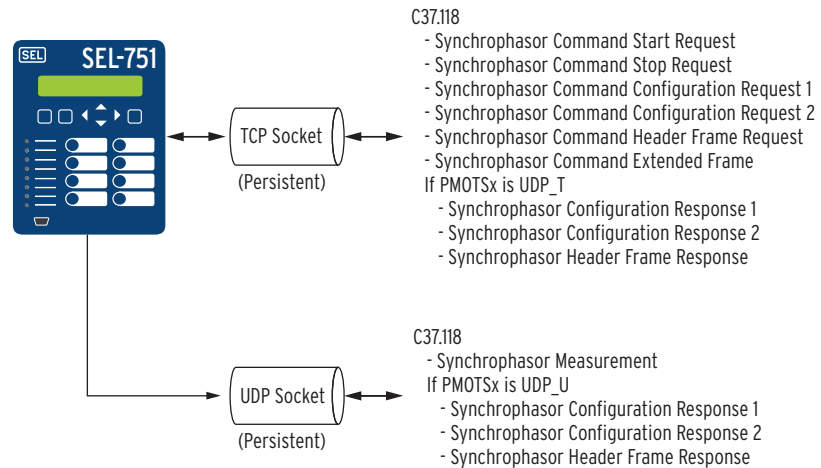 SEL
SEL-751
TCP Socket
(Persistent)
C37.118
- Synchrophasor Command Start Request
- Synchrophasor Command Stop Request
- Synchrophasor Command Configuration Request 1
- Synchrophasor Command Configuration Request 2
- Synchrophasor Command Header Frame Request
- Synchrophasor Command Extended Frame
If PMOTSx is UDP_T
- Synchrophasor Configuration Response 1
- Synchrophasor Configuration Response 2
- Synchrophasor Header Frame Response
UDP Socket
(Persistent)
C37.118
- Synchrophasor Measurement
If PMOTSx is UDP_U
- Synchrophasor Configuration Response 1
- Synchrophasor Configuration Response 2
- Synchrophasor Header Frame Response